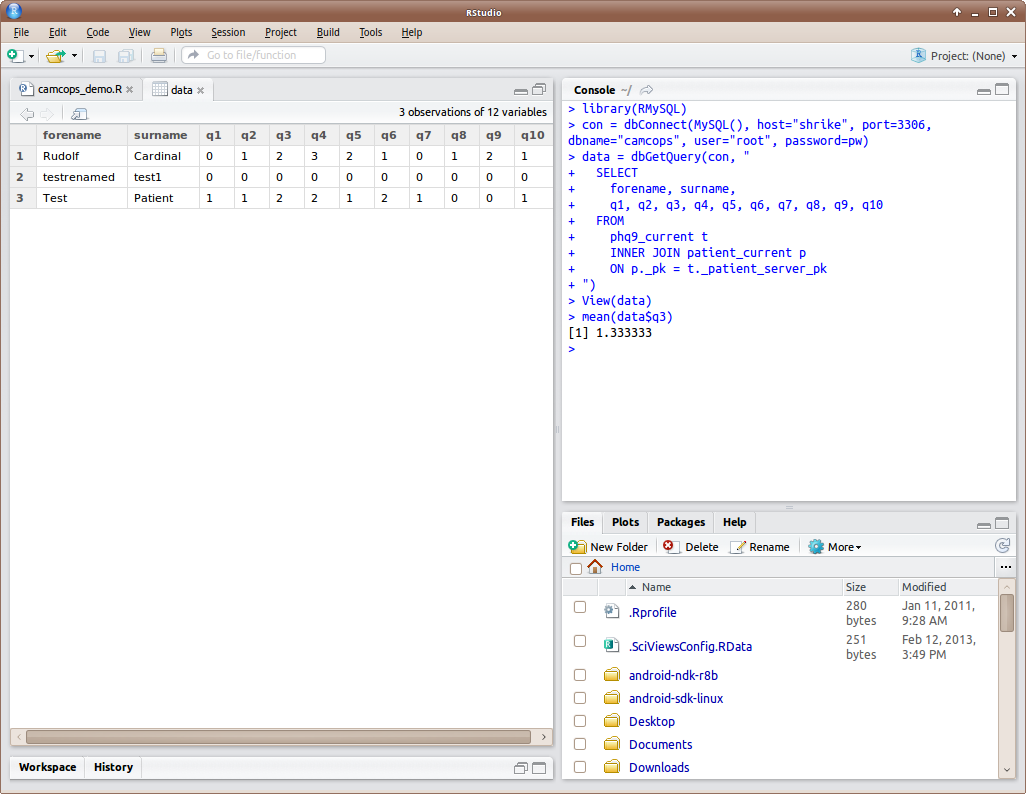 RStudio
File Edit Code View Plots Session Project Build Tools Help
Go to file/function
Project: (None)
camcops_demo.R
data
3 observations of 12 variables
forename surname q1 q2 q3 q4 q5 q6 q7 q8 q9 q10
1 Rudolf Cardinal 0 1 2 3 2 1 0 1 2 1
2 testrenamed test1 0 0 0 0 0 0 0 0 0 0
3 Test Patient 1 1 2 2 1 2 1 0 0 1
Workspace History
Console ~/
> library(RMySQL)
> con = dbConnect(MySQL(), host="shrike", port=3306,
dbname="camcops", user="root", password=pw)
> data = dbGetQuery(con, "
+ SELECT
+ forename, surname,
+ q1, q2, q3, q4, q5, q6, q7, q8, q9, q10
+ FROM
+ phq9_current t
+ INNER JOIN patient_current p
+ ON p._pk = t._patient_server_pk
+ ")
> View(data)
> mean(data$q3)
[1] 1.333333
>
Files Plots Packages Help
New Folder Delete Rename More
Home ...
Name Size Modified
.Rprofile 280 bytes Jan 11, 2011, 9:28 AM
.SciViewsConfig.RData 251 bytes Feb 12, 2013, 3:49 PM
android-ndk-r8b
android-sdk-linux
Desktop
Documents
Downloads